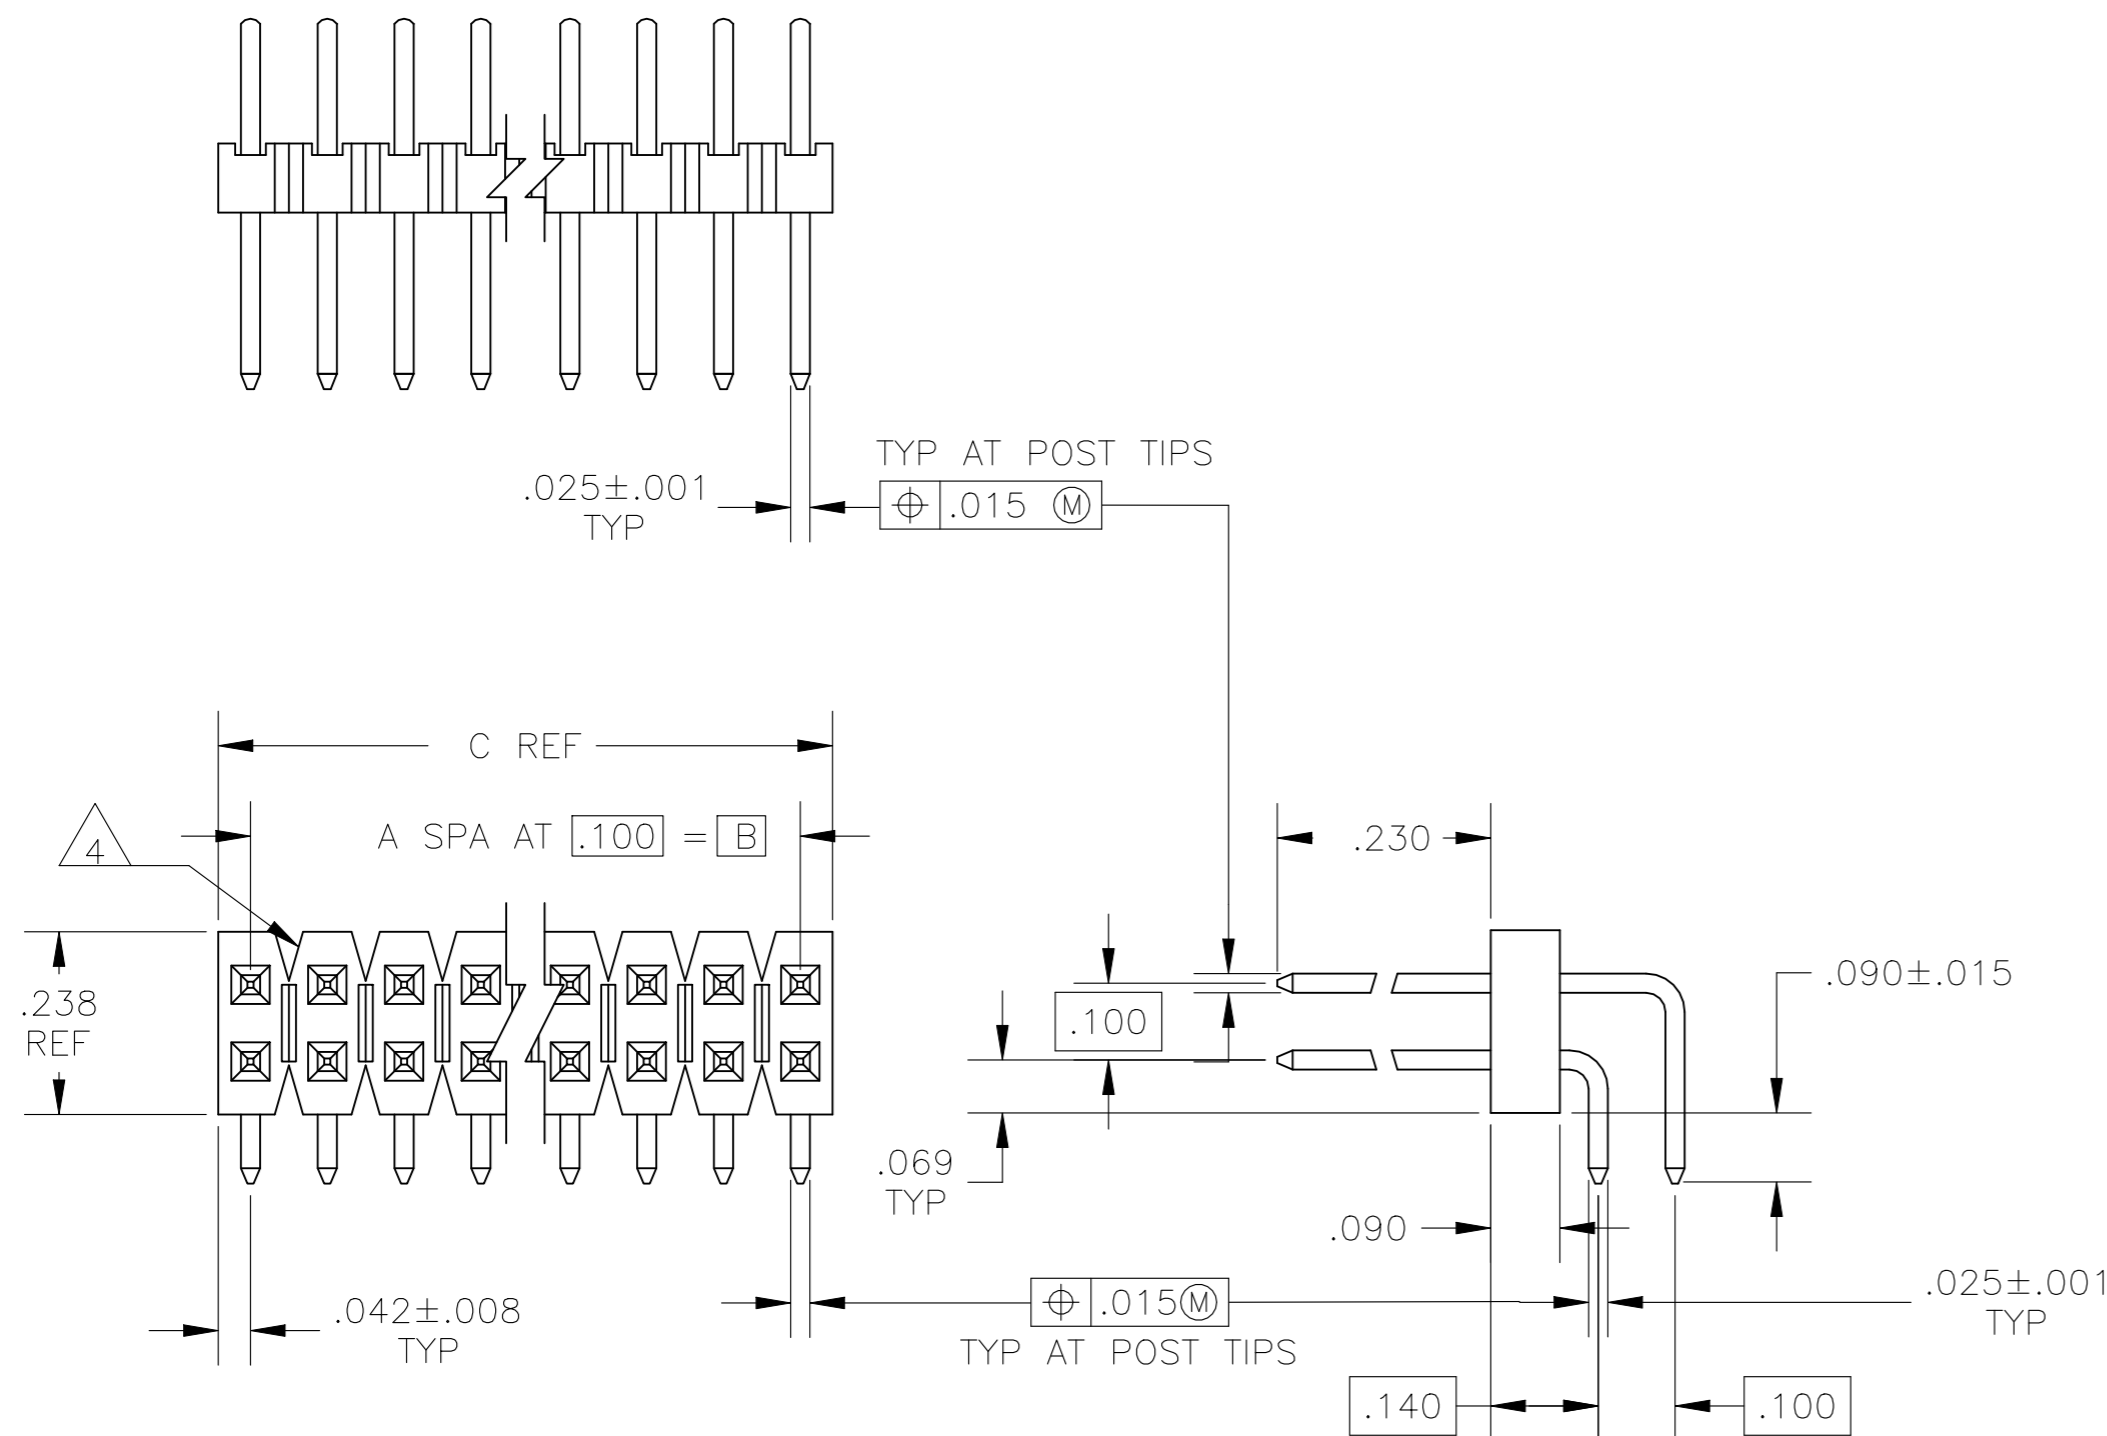 TYP AT POST TIPS
.025±.001
TYP
⌖ .015 Ⓜ
C REF
4
A SPA AT .100 = B
.230
.238
REF
.100
.090±.015
.069
TYP
.090
.042±.008
TYP
⌖ .015Ⓜ
TYP AT POST TIPS
.025±.001
TYP
.140
.100